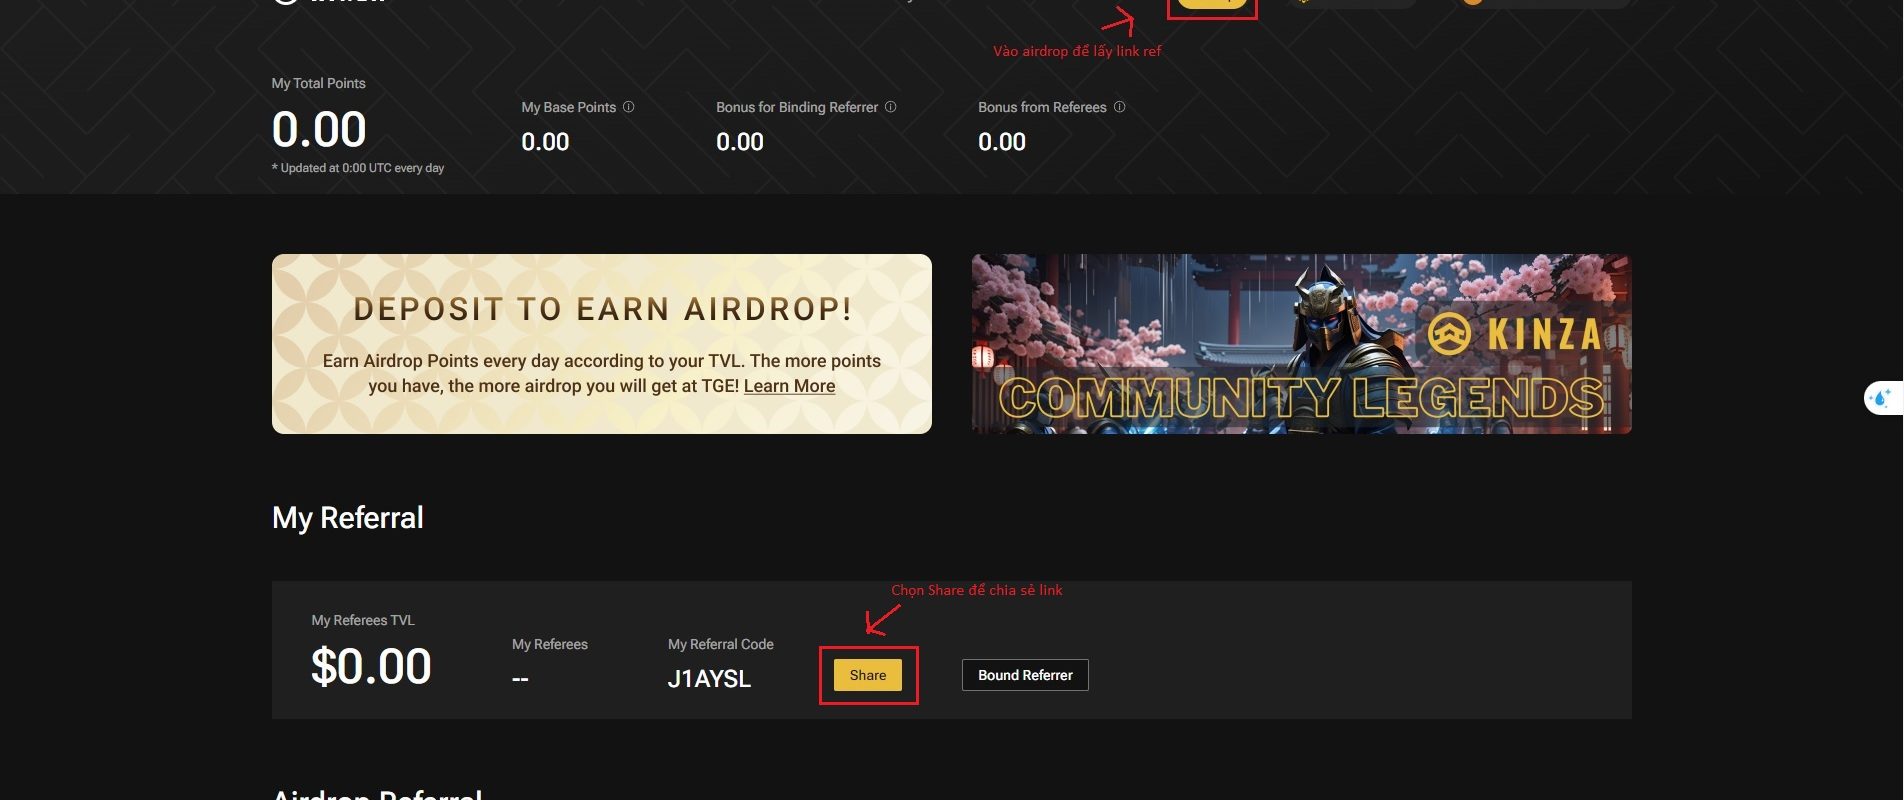 Vào airdrop để lấy link ref
My Total Points
0.00
* Updated at 0:00 UTC every day
My Base Points
0.00
Bonus for Binding Referrer
0.00
Bonus from Referees
0.00
DEPOSIT TO EARN AIRDROP!
Earn Airdrop Points every day according to your TVL. The more points
you have, the more airdrop you will get at TGE! Learn More
KINZA
COMMUNITY LEGENDS
My Referral
Chọn Share để chia sẻ link
My Referees TVL
$0.00
My Referees
--
My Referral Code
J1AYSL
Share
Bound Referrer
Airdrop Referral